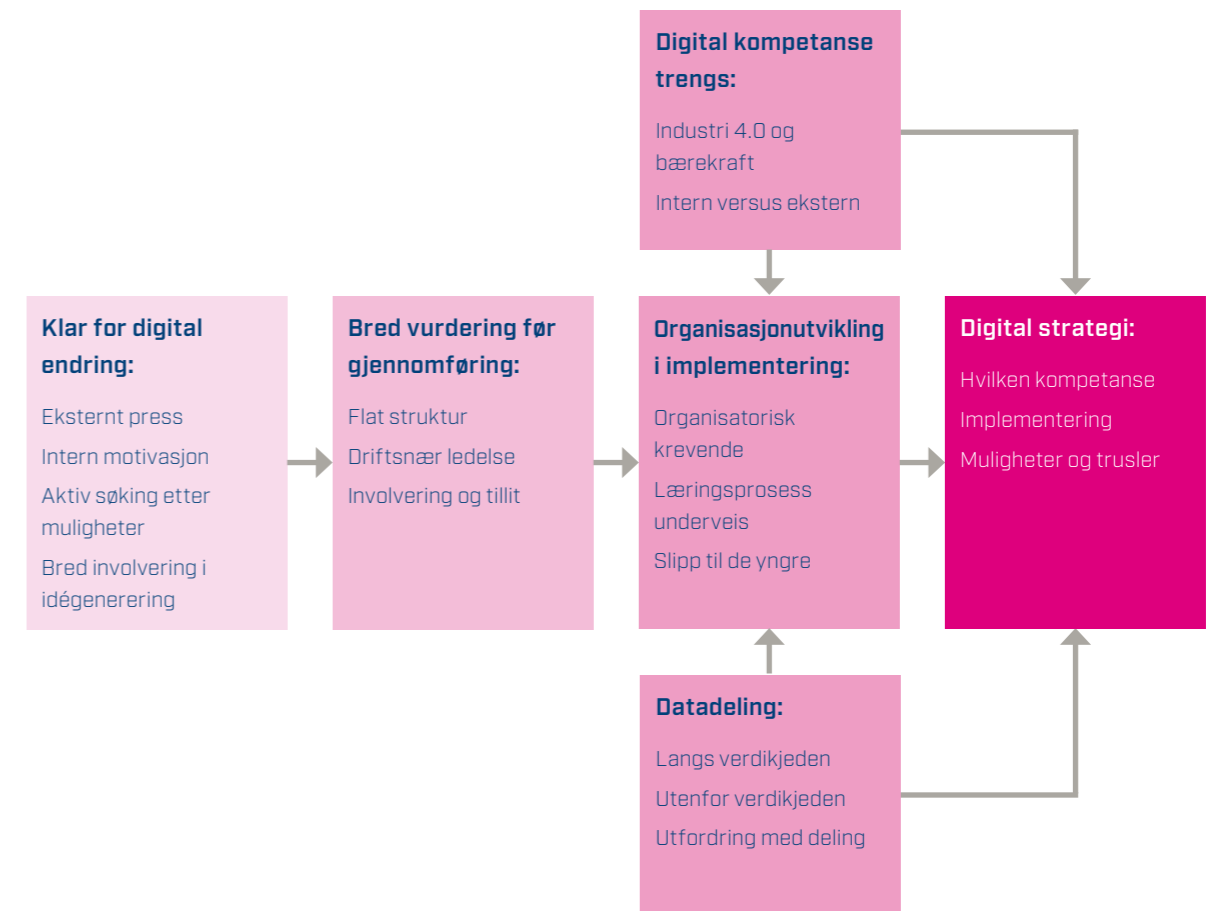 Digital kompetanse
trengs:
Industri 4.0 og
bærekraft
Intern versus ekstern
Klar for digital
endring:
Eksternt press
Intern motivasjon
Aktiv søking etter
muligheter
Bred involvering i
idégenerering
Bred vurdering før
gjennomføring:
Flat struktur
Driftsnær ledelse
Involvering og tillit
Organisasjonutvikling
i implementering:
Organisatorisk
krevende
Læringsprosess
underveis
Slipp til de yngre
Digital strategi:
Hvilken kompetanse
Implementering
Muligheter og trusler
Datadeling:
Langs verdikjeden
Utenfor verdikjeden
Utfordring med deling